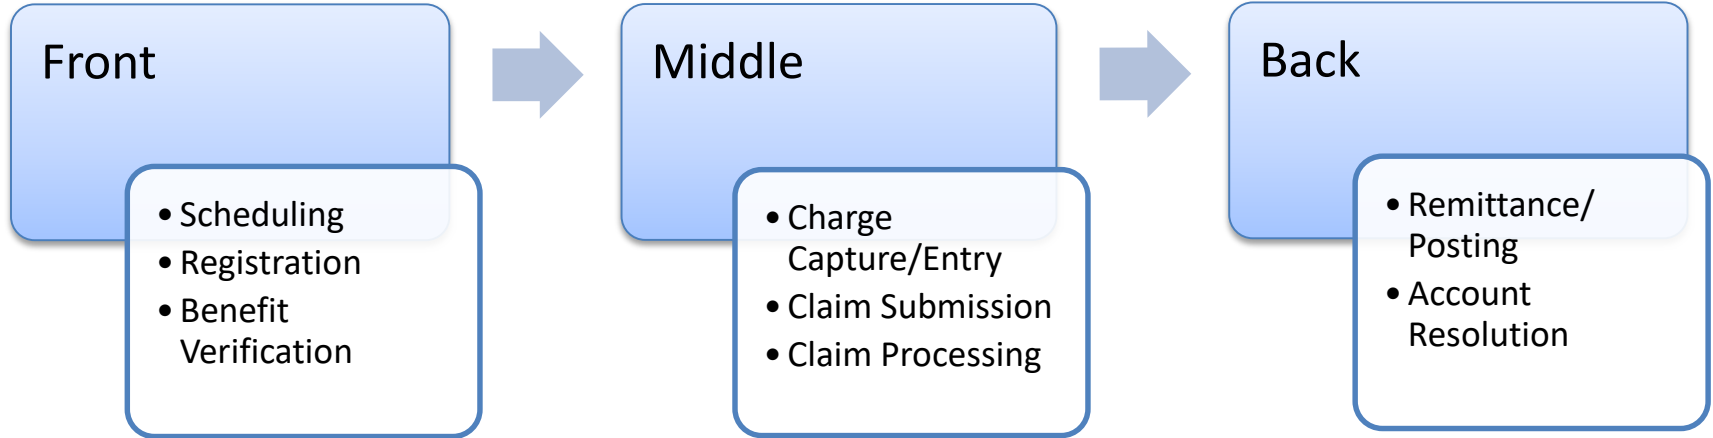 Front
• Scheduling
• Registration
• Benefit
Verification
Middle
• Charge
Capture/Entry
• Claim Submission
• Claim Processing
Back
• Remittance/
Posting
• Account
Resolution